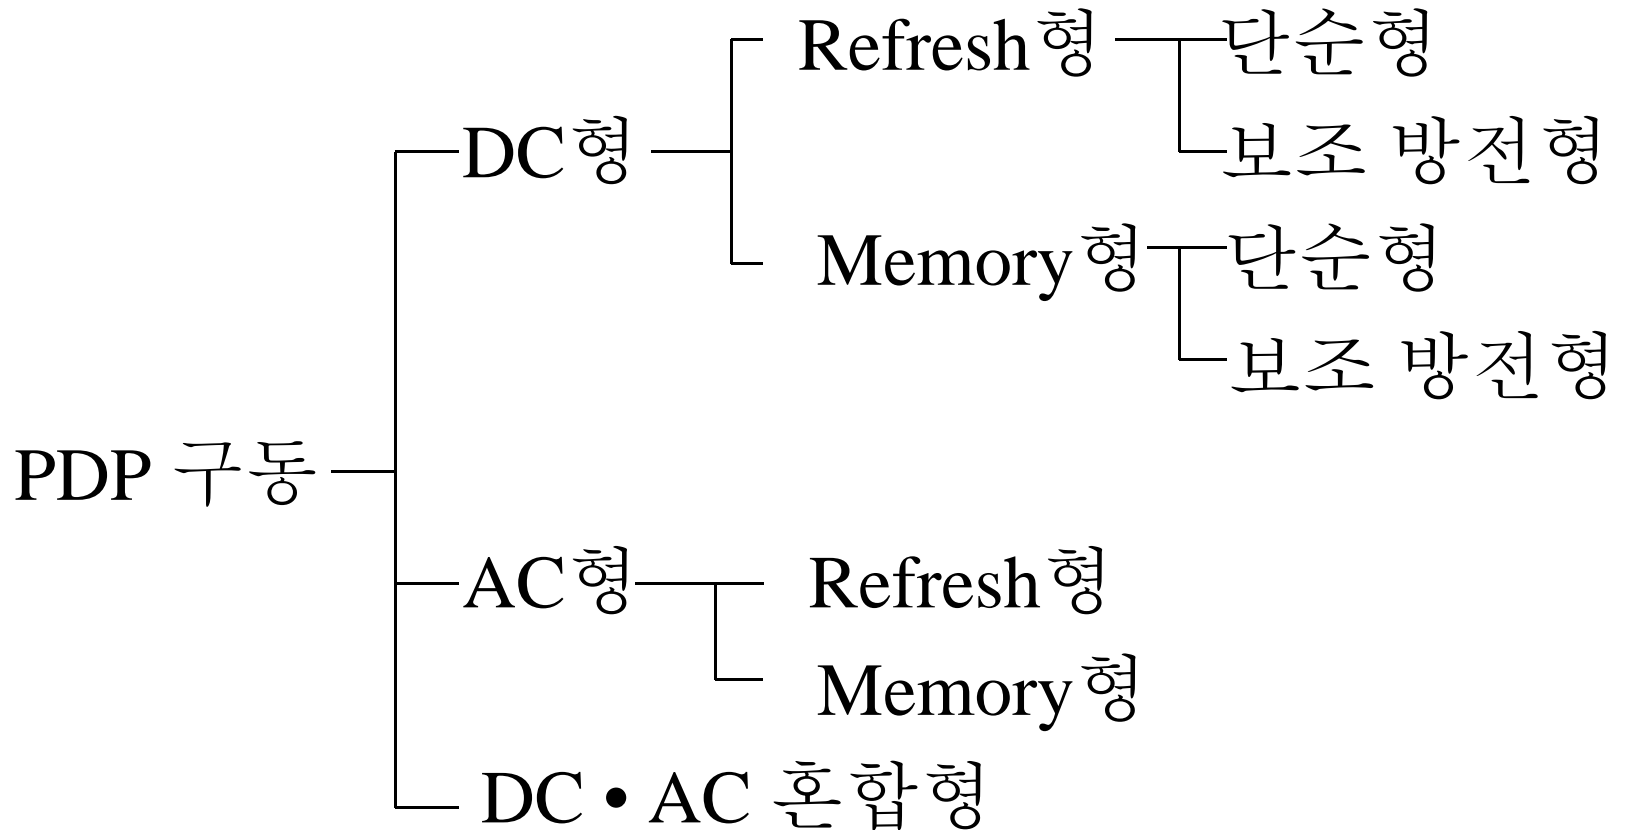 Refresh형 단순형
DC형 보조 방전형
Memory형 단순형
보조 방전형
PDP 구동
AC형 Refresh형
Memory형
DC • AC 혼합형